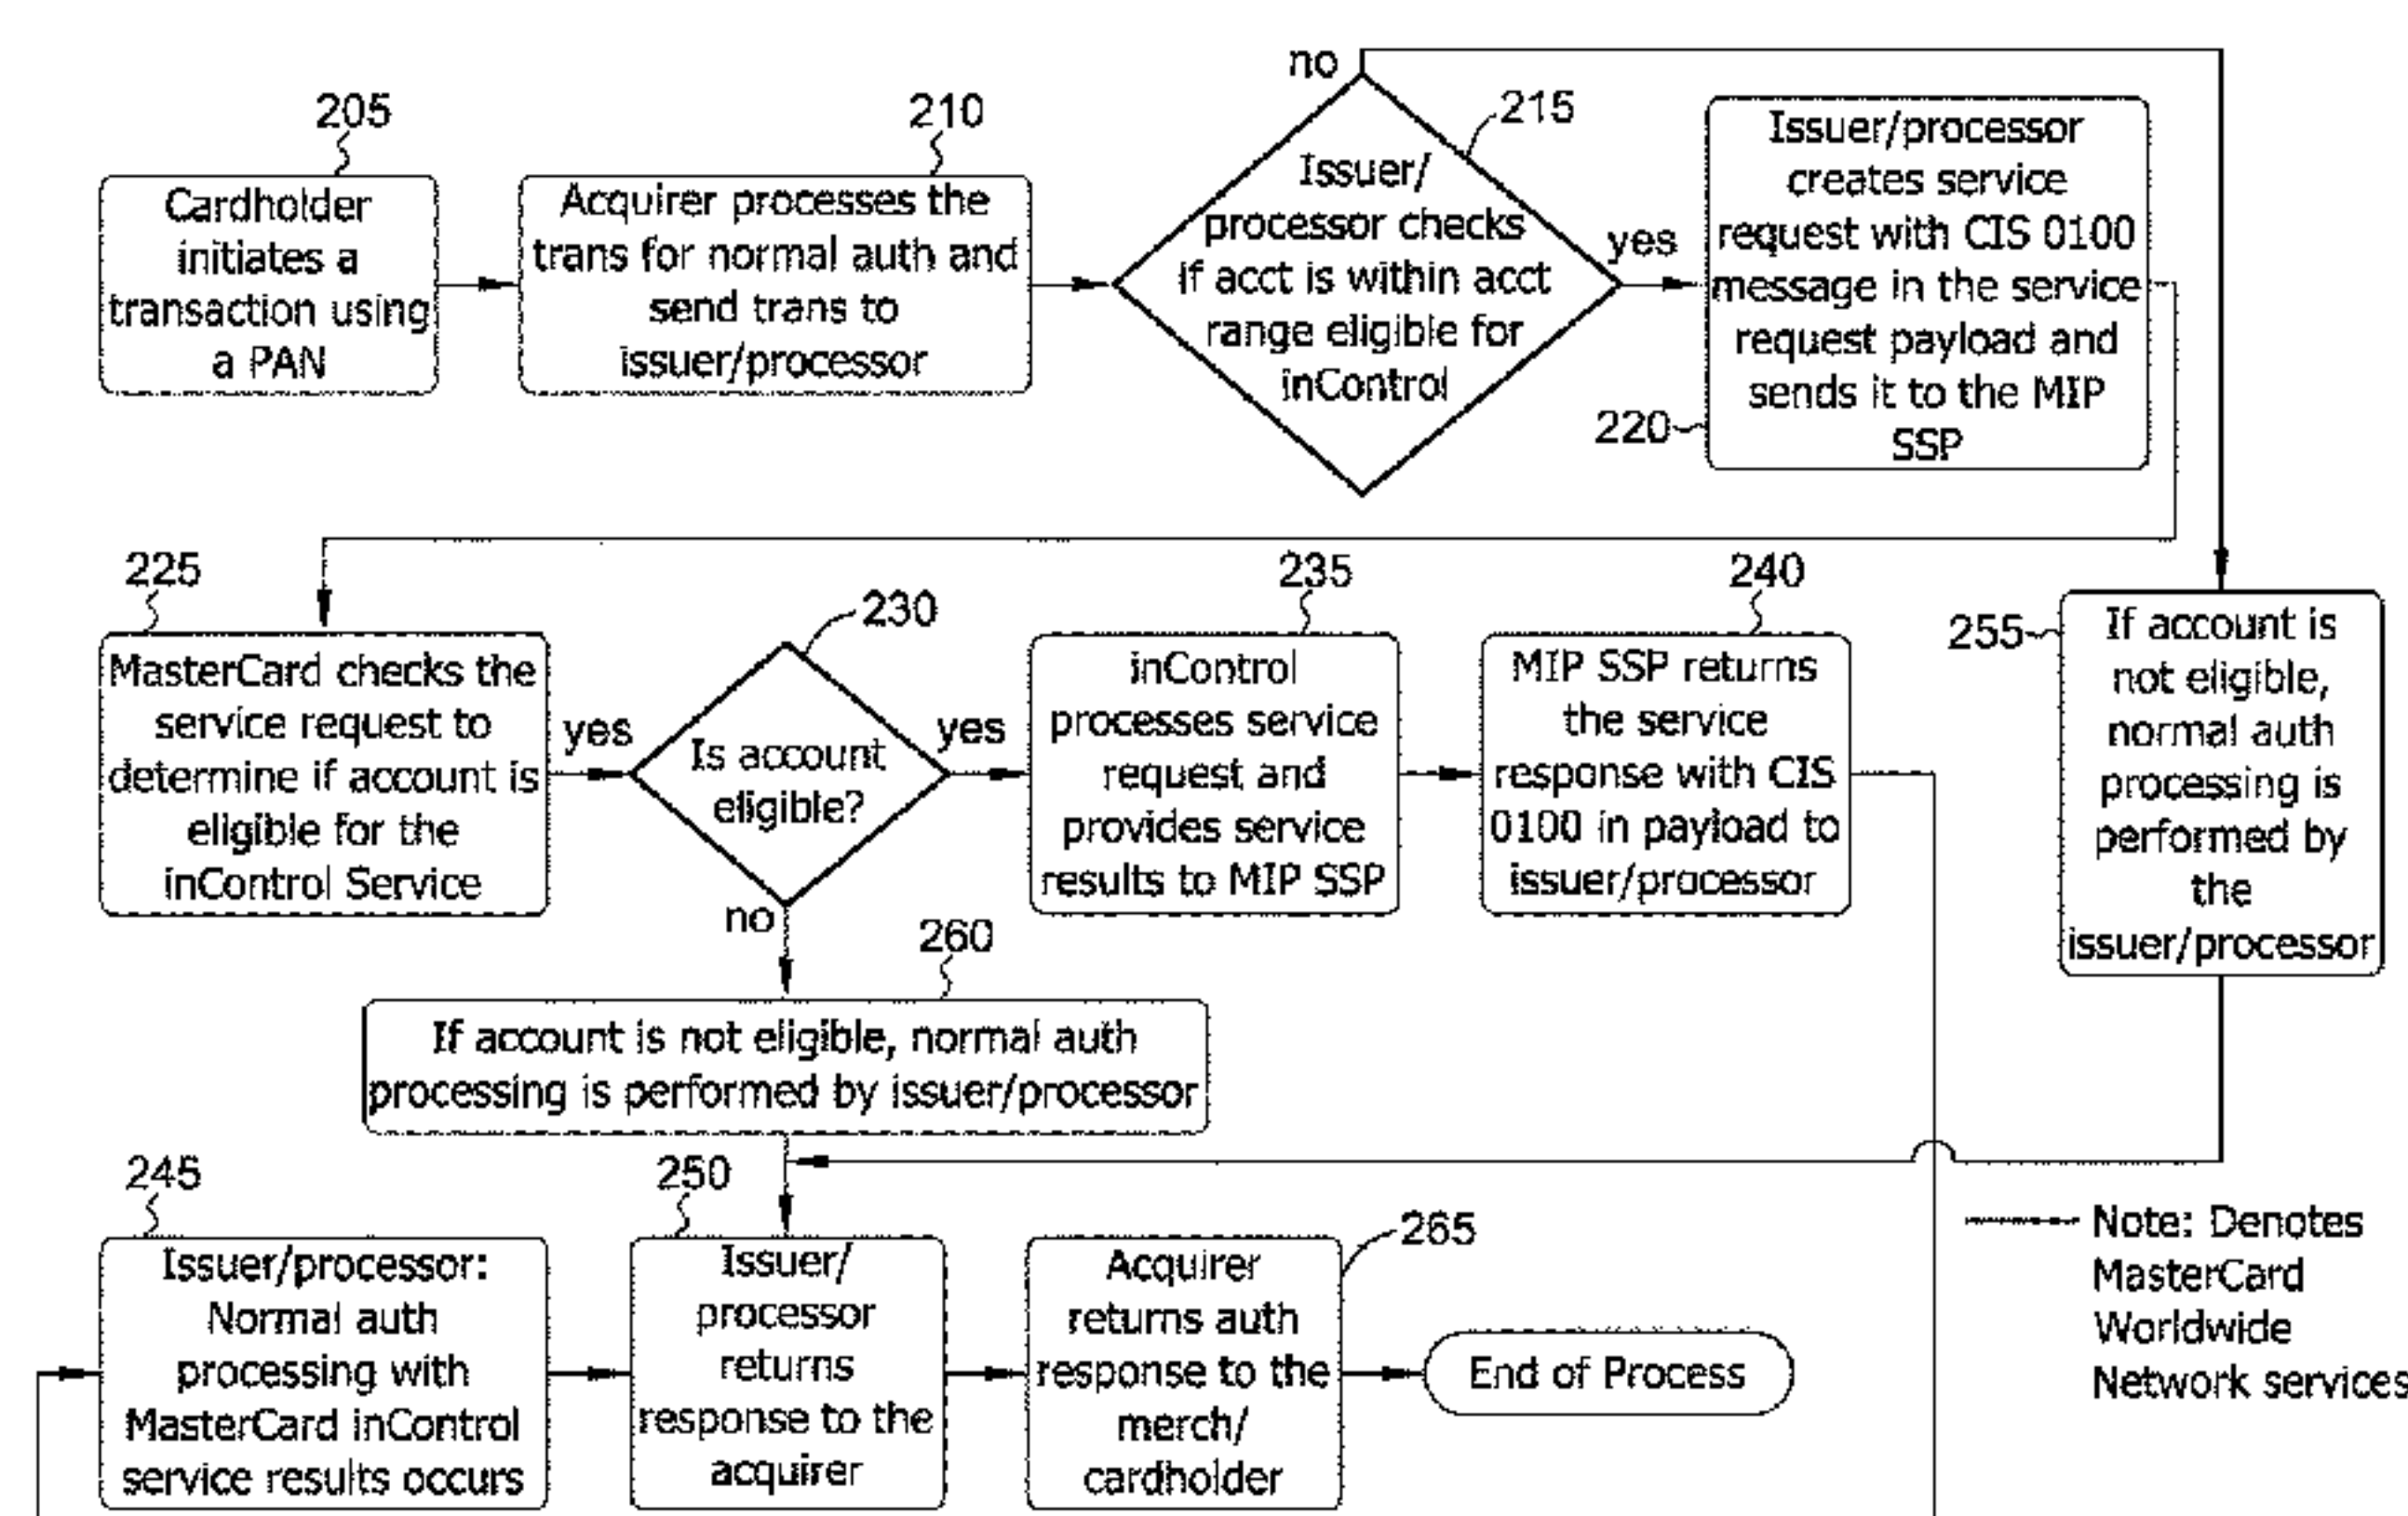 205
Cardholder
initiates a
transaction using
a PAN
210
Acquirer processes the
trans for normal auth and
send trans to
issuer/processor
no
215
Issuer/
processor checks
if acct is within acct
range eligible for
inControl
yes
Issuer/processor
creates service
request with CIS 0100
message in the service
request payload and
sends it to the MIP
SSP
220
225
MasterCard checks the
service request to
determine if account is
eligible for the
inControl Service
yes
230
Is account
eligible?
yes
no
235
inControl
processes service
request and
provides service
results to MIP SSP
240
MIP SSP returns
the service
response with CIS
0100 in payload to
issuer/processor
255
If account is
not eligible,
normal auth
processing is
performed by
the
issuer/processor
260
If account is not eligible, normal auth
processing is performed by issuer/processor
245
Issuer/processor:
Normal auth
processing with
MasterCard inControl
service results occurs
250
Issuer/
processor
returns
response to the
acquirer
265
Acquirer
returns auth
response to the
merch/
cardholder
End of Process
Note: Denotes
MasterCard
Worldwide
Network services